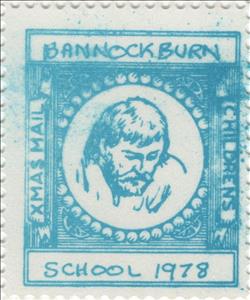 BANNOCKBURN
XMAS MAIL
CHILDRENS
SCHOOL 1978